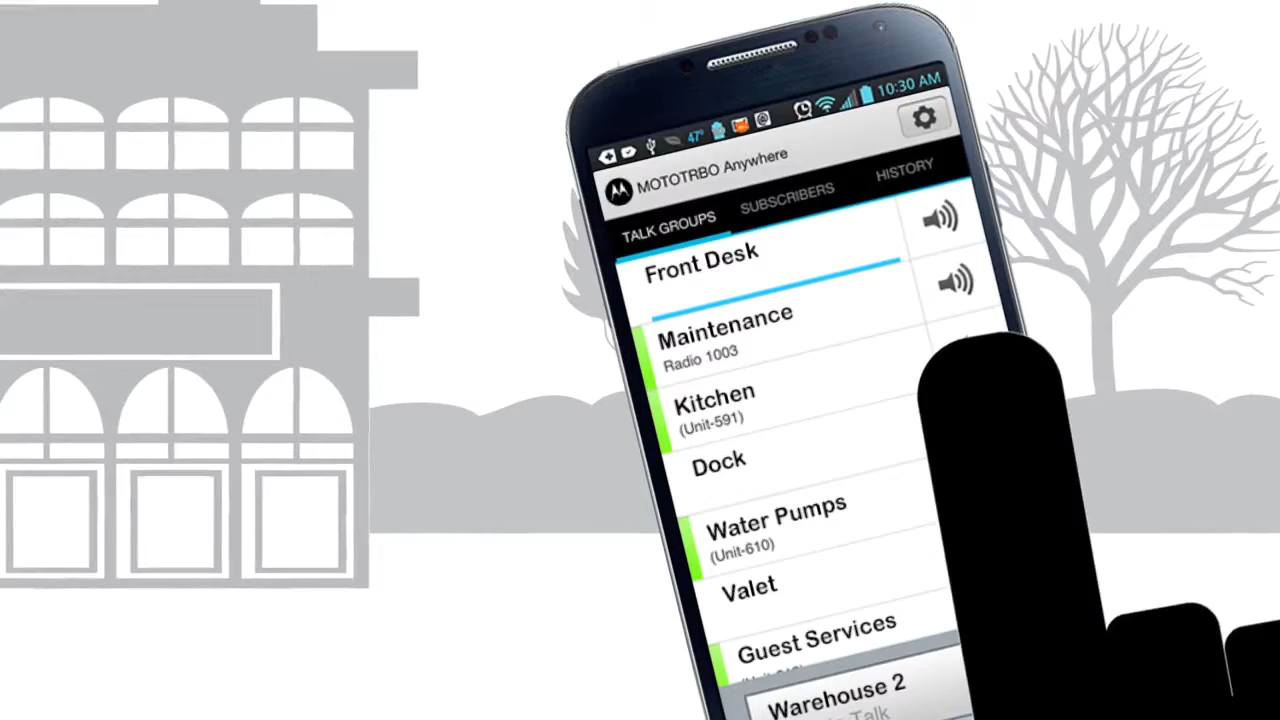 47° 10:30 AM
MOTOTRBO Anywhere
TALK GROUPS SUBSCRIBERS HISTORY
Front Desk
Maintenance
Radio 1003
Kitchen
(Unit-591)
Dock
Water Pumps
(Unit-610)
Valet
Guest Services
Warehouse 2
Talk